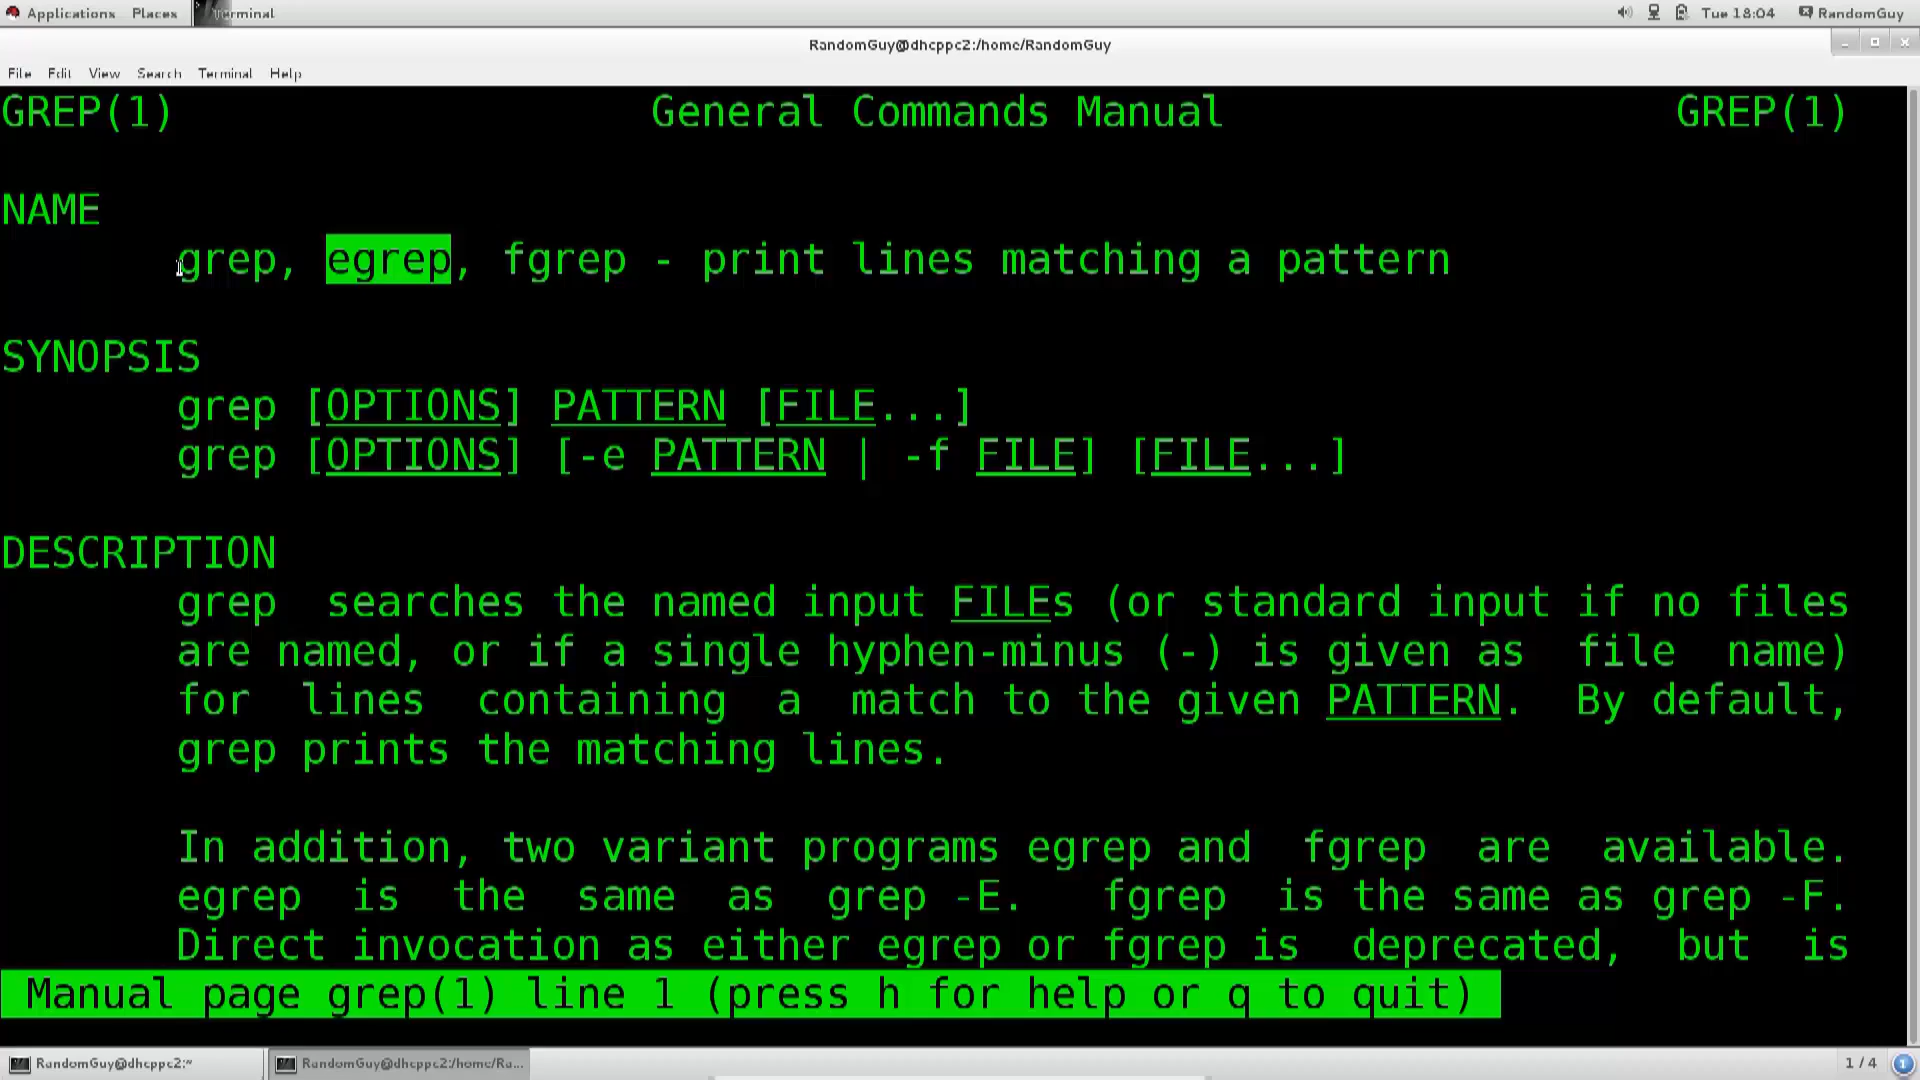 Applications Places Terminal Tue 18:04 RandomGuy
RandomGuy@dhcppc2:/home/RandomGuy
File Edit View Search Terminal Help
GREP(1) General Commands Manual GREP(1)
NAME
grep, egrep, fgrep - print lines matching a pattern
SYNOPSIS
grep [OPTIONS] PATTERN [FILE...]
grep [OPTIONS] [-e PATTERN | -f FILE] [FILE...]
DESCRIPTION
grep searches the named input FILEs (or standard input if no files
are named, or if a single hyphen-minus (-) is given as file name)
for lines containing a match to the given PATTERN. By default,
grep prints the matching lines.
In addition, two variant programs egrep and fgrep are available.
egrep is the same as grep -E. fgrep is the same as grep -F.
Direct invocation as either egrep or fgrep is deprecated, but is
Manual page grep(1) line 1 (press h for help or q to quit)
RandomGuy@dhcppc2:~ RandomGuy@dhcppc2:/home/Ra... 1 / 4 1